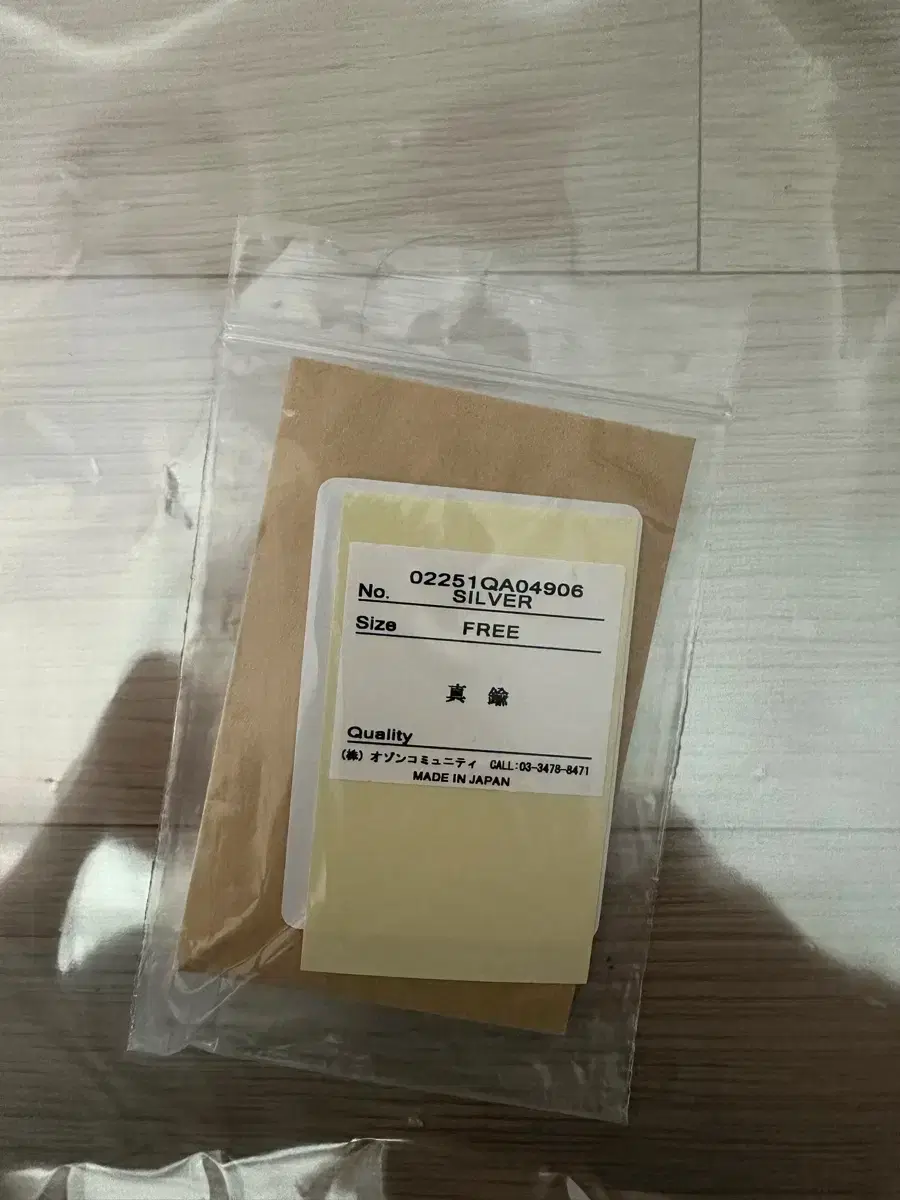 02251QA04906
No. SILVER
Size FREE
真鍮
Quality
(株) オゾンコミュニティ CALL:03-3478-8471
MADE IN JAPAN